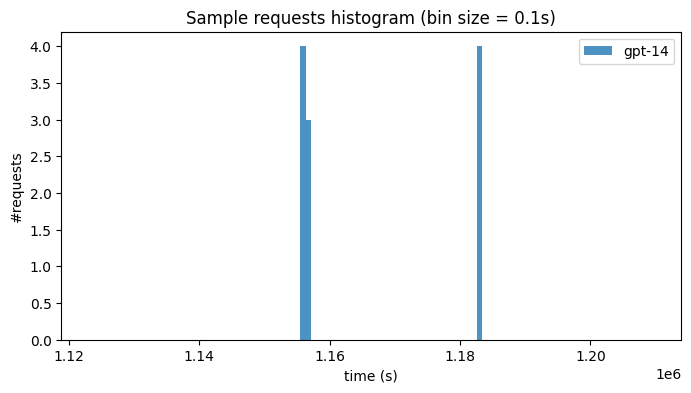 Sample requests histogram (bin size = 0.1s)
gpt-14
#requests
4.0
3.5
3.0
2.5
2.0
1.5
1.0
0.5
0.0
1.12 1.14 1.16 1.18 1.20
1e6
time (s)